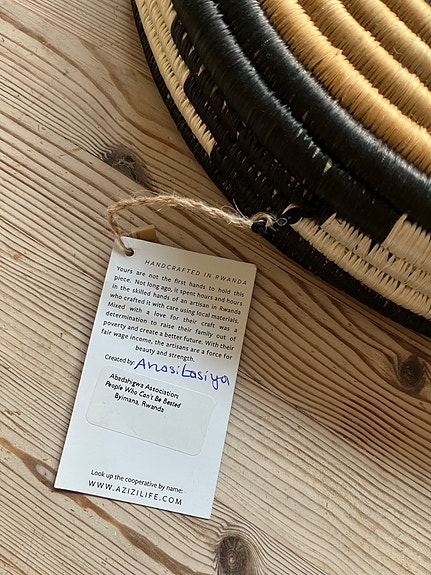 HANDCRAFTED IN RWANDA
Yours are not the first hands to hold this
piece. Not long ago, it spent hours and hours
in the skilled hands of an artisan in Rwanda
who crafted it with care using local materials.
Mixed with a love for their craft was a
determination to raise their family out of
poverty and create a better future. With their
fair wage income, the artisans are a force for
beauty and strength.
Created by: Anasitasiya
Abadahigwa Association:
People Who Can't Be Bested
Byimana, Rwanda
Look up the cooperative by name:
WWW.AZIZILIFE.COM